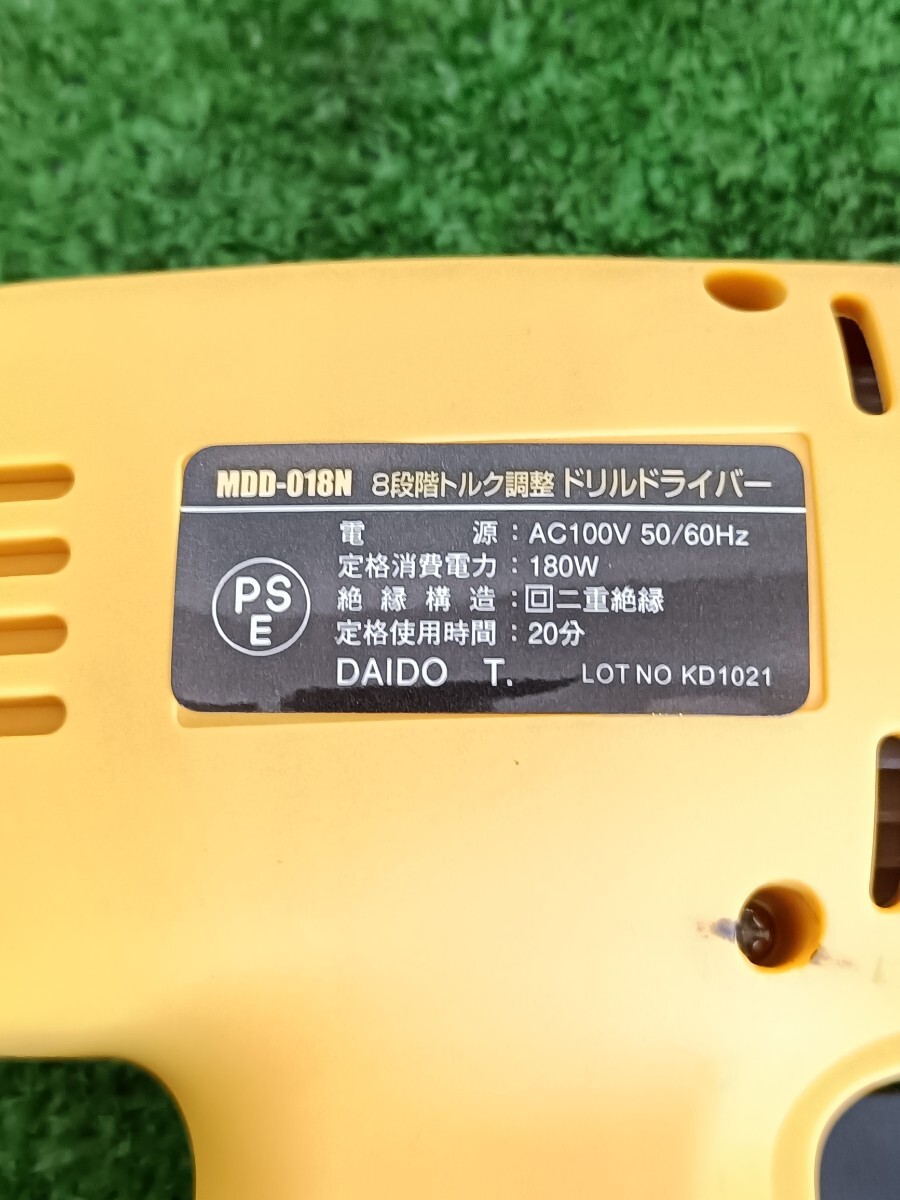 MDD-018N 8段階トルク調整 ドリルドライバー
電源：AC100V 50/60Hz
定格消費電力：180W
絶縁構造：回二重絶縁
定格使用時間：20分
DAIDO T. LOT NO KD1021
PS
E